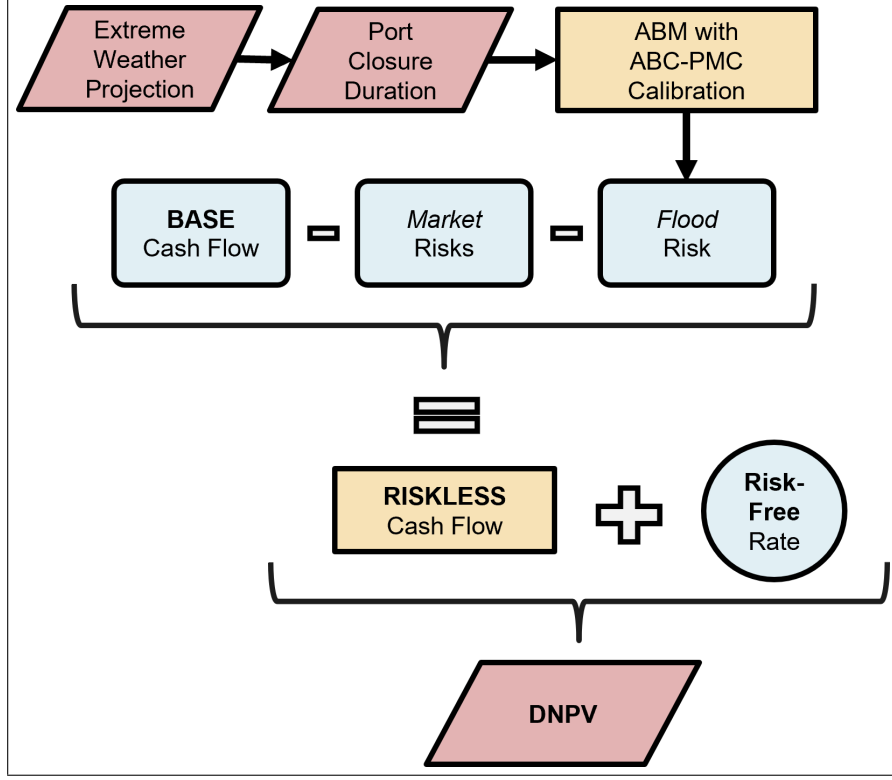 Extreme
Weather
Projection
Port
Closure
Duration
ABM with
ABC-PMC
Calibration
BASE
Cash Flow
Market
Risks
Flood
Risk
RISKLESS
Cash Flow
Risk-
Free
Rate
DNPV